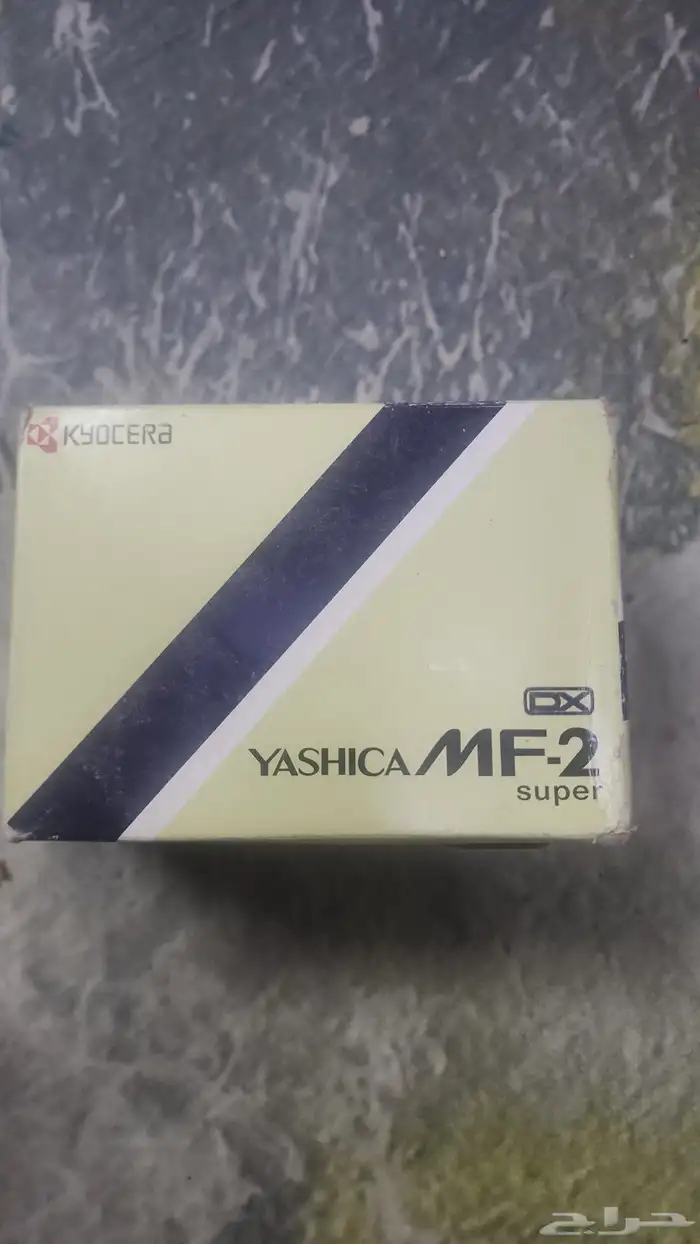 KYOCERA
DX
YASHICA MF-2
super
حراج